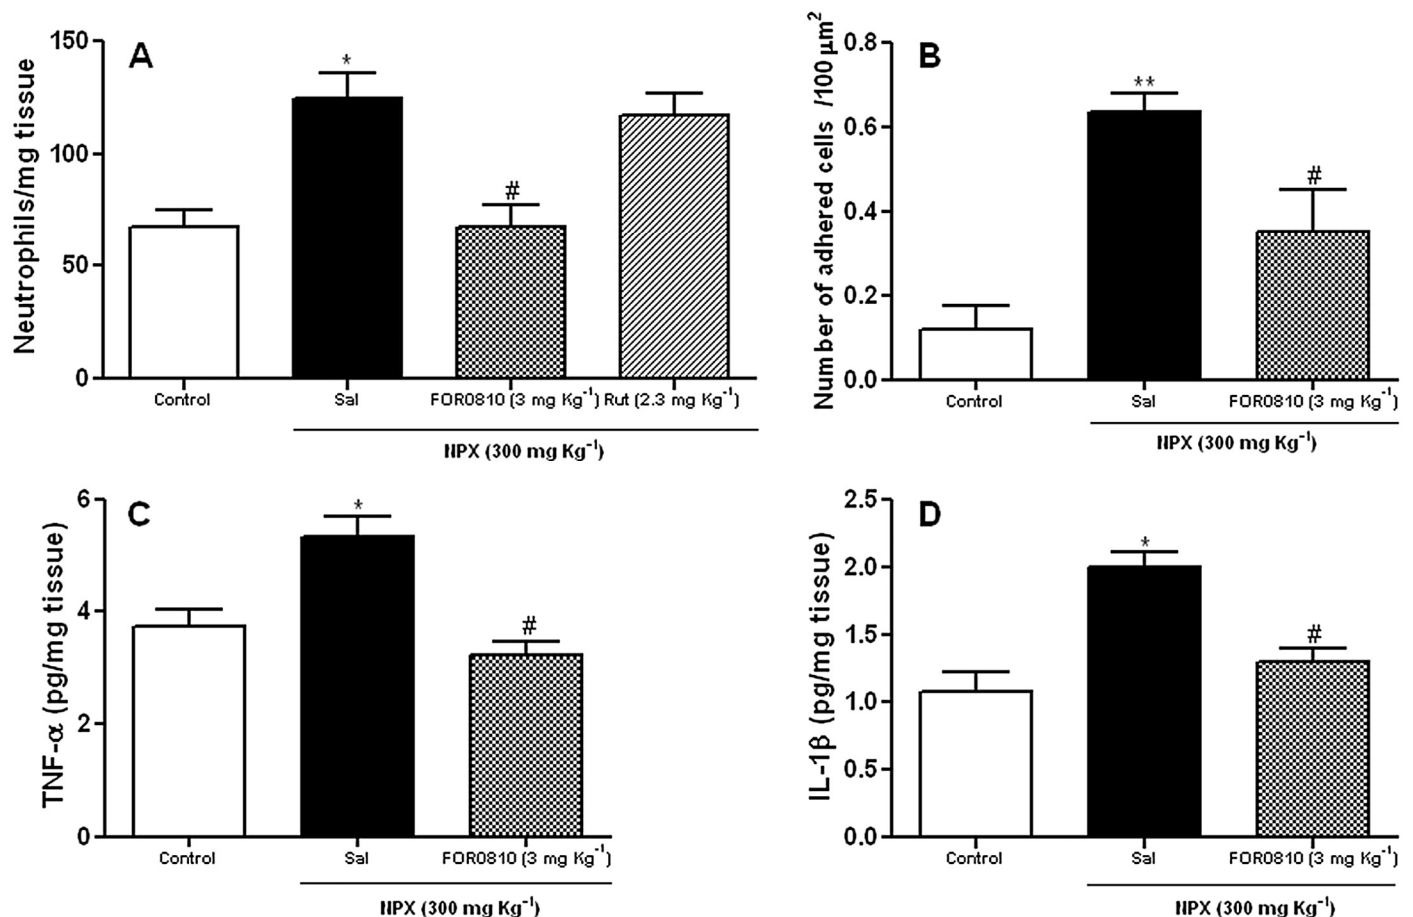 A
Neutrophils/mg tissue
150
100
50
0
*
#
Control
Sal
FOR0810 (3 mg Kg⁻¹)
Rut (2.3 mg Kg⁻¹)
NPX (300 mg Kg⁻¹)
B
Number of adhered cells /100 μm²
0.8
0.6
0.4
0.2
0.0
**
#
Control
Sal
FOR0810 (3 mg Kg⁻¹)
NPX (300 mg Kg⁻¹)
C
TNF-α (pg/mg tissue)
6
4
2
0
*
#
Control
Sal
FOR0810 (3 mg Kg⁻¹)
NPX (300 mg Kg⁻¹)
D
IL-1β (pg/mg tissue)
2.5
2.0
1.5
1.0
0.5
0.0
*
#
Control
Sal
FOR0810 (3 mg Kg⁻¹)
NPX (300 mg Kg⁻¹)